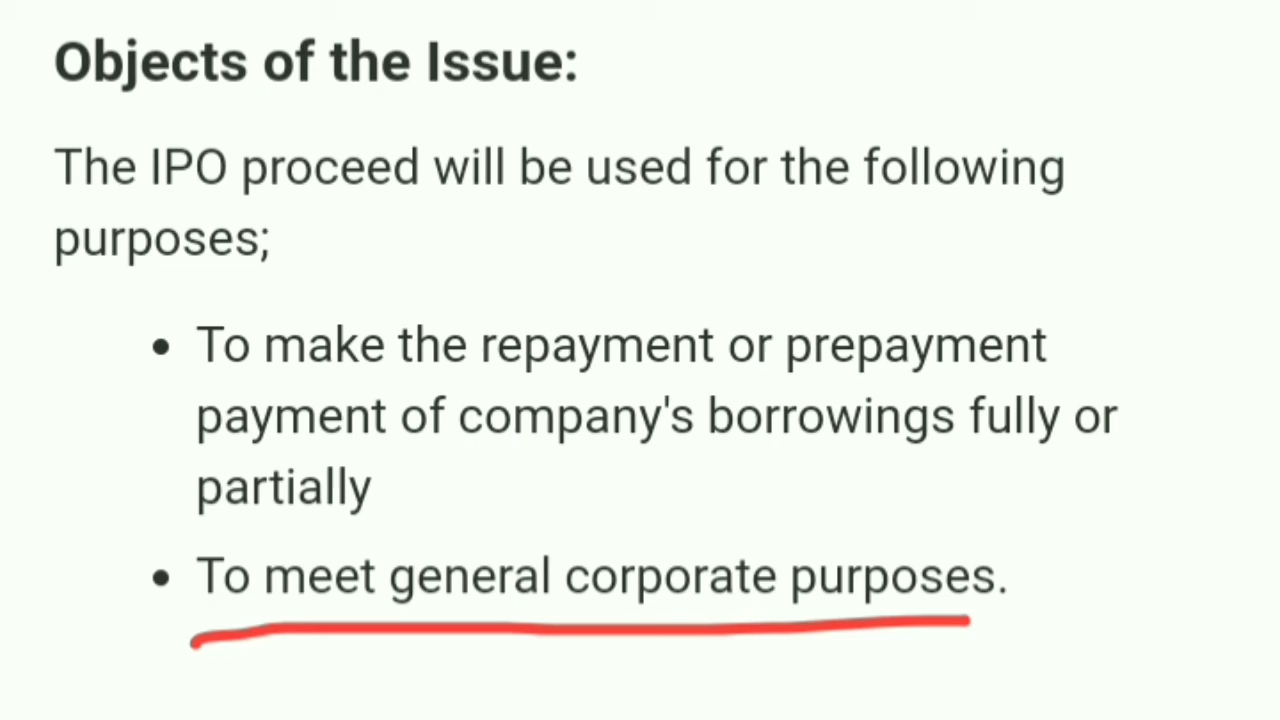 Objects of the Issue:
The IPO proceed will be used for the following
purposes;
• To make the repayment or prepayment
payment of company's borrowings fully or
partially
• To meet general corporate purposes.